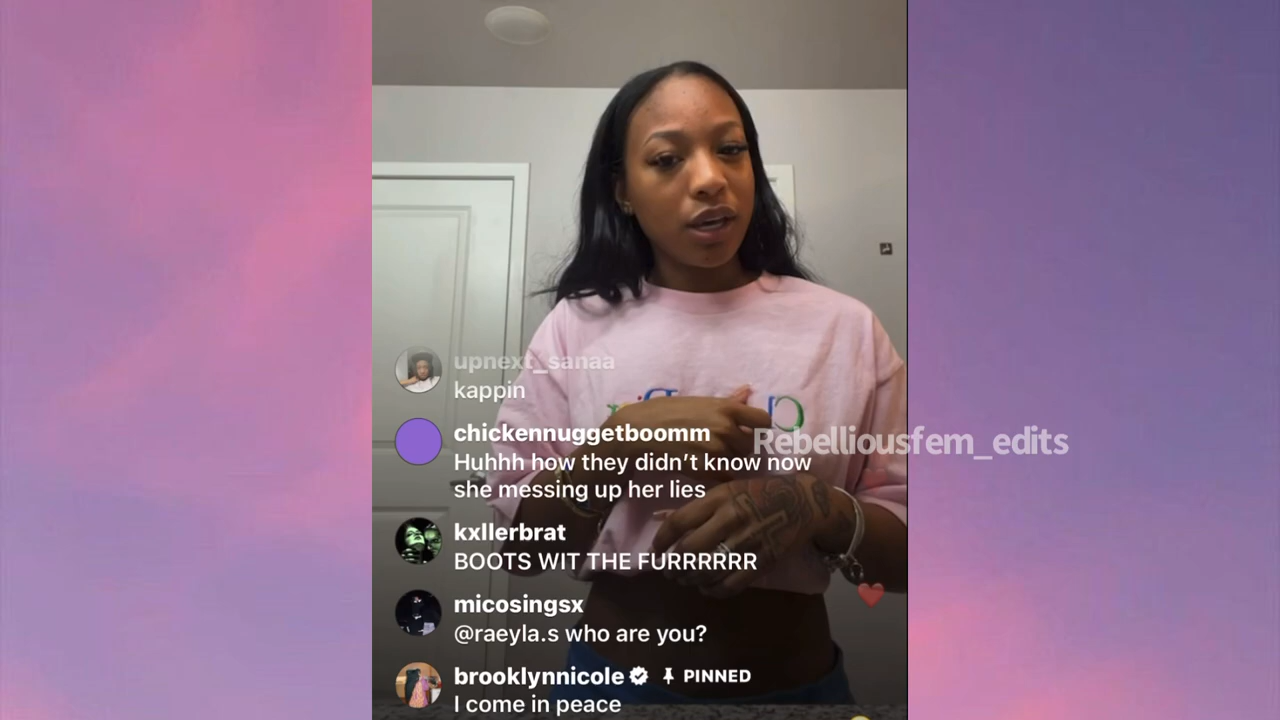 upnext_sanaa
kappin
chickennuggetboomm
Huhhh how they didn’t know now
she messing up her lies
Rebelliousfem_edits
kxllerbrat
BOOTS WIT THE FURRRRRR
micosingsx
@raeyla.s who are you?
brooklynnicole PINNED
I come in peace